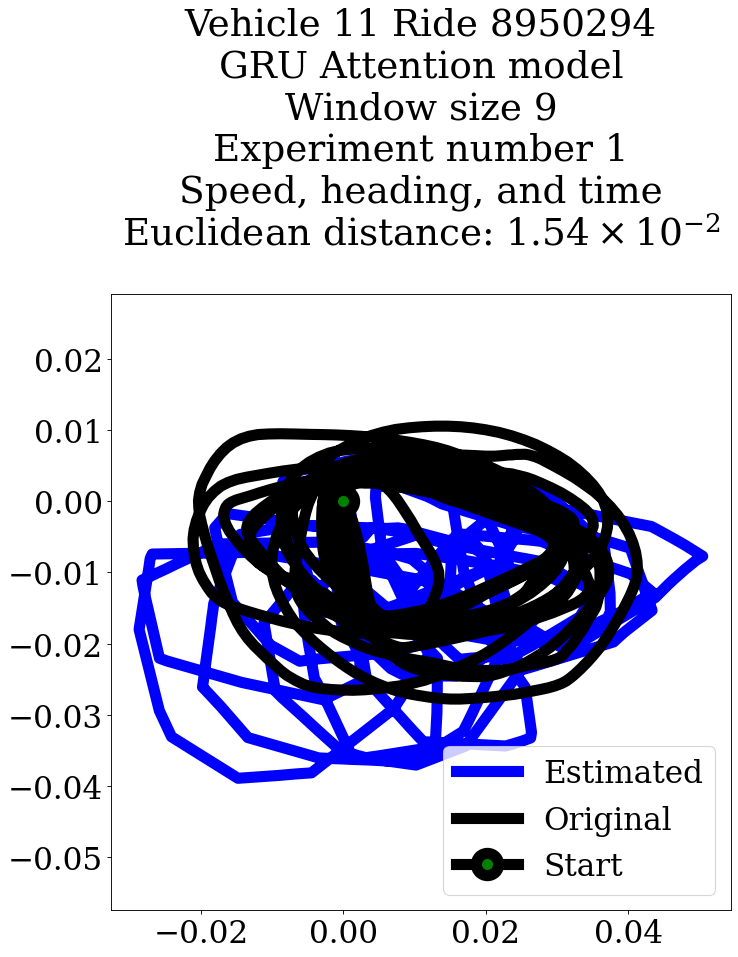 Vehicle 11 Ride 8950294
GRU Attention model
Window size 9
Experiment number 1
Speed, heading, and time
Euclidean distance: 1.54 × 10⁻²
0.02
0.01
0.00
−0.01
−0.02
−0.03
−0.04
−0.05
Estimated
Original
Start
−0.02 0.00 0.02 0.04